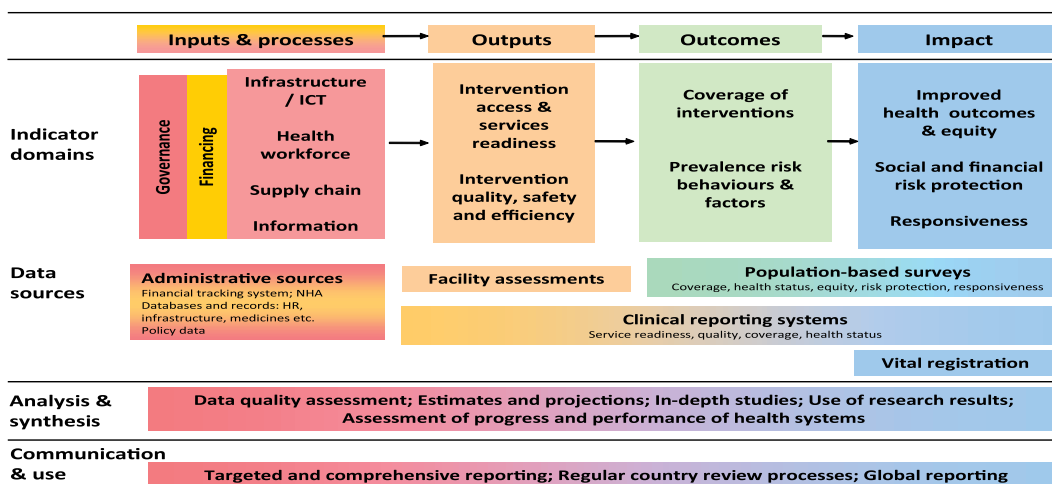 Inputs & processes
Outputs
Outcomes
Impact
Indicator
domains
Governance
Financing
Infrastructure
/ ICT
Health
workforce
Supply chain
Information
Intervention
access &
services
readiness
Intervention
quality, safety
and efficiency
Coverage of
interventions
Prevalence risk
behaviours &
factors
Improved
health outcomes
& equity
Social and financial
risk protection
Responsiveness
Data
sources
Administrative sources
Financial tracking system; NHA
Databases and records: HR,
infrastructure, medicines etc.
Policy data
Facility assessments
Population-based surveys
Coverage, health status, equity, risk protection, responsiveness
Clinical reporting systems
Service readiness, quality, coverage, health status
Vital registration
Analysis &
synthesis
Data quality assessment; Estimates and projections; In-depth studies; Use of research results;
Assessment of progress and performance of health systems
Communication
& use
Targeted and comprehensive reporting; Regular country review processes; Global reporting